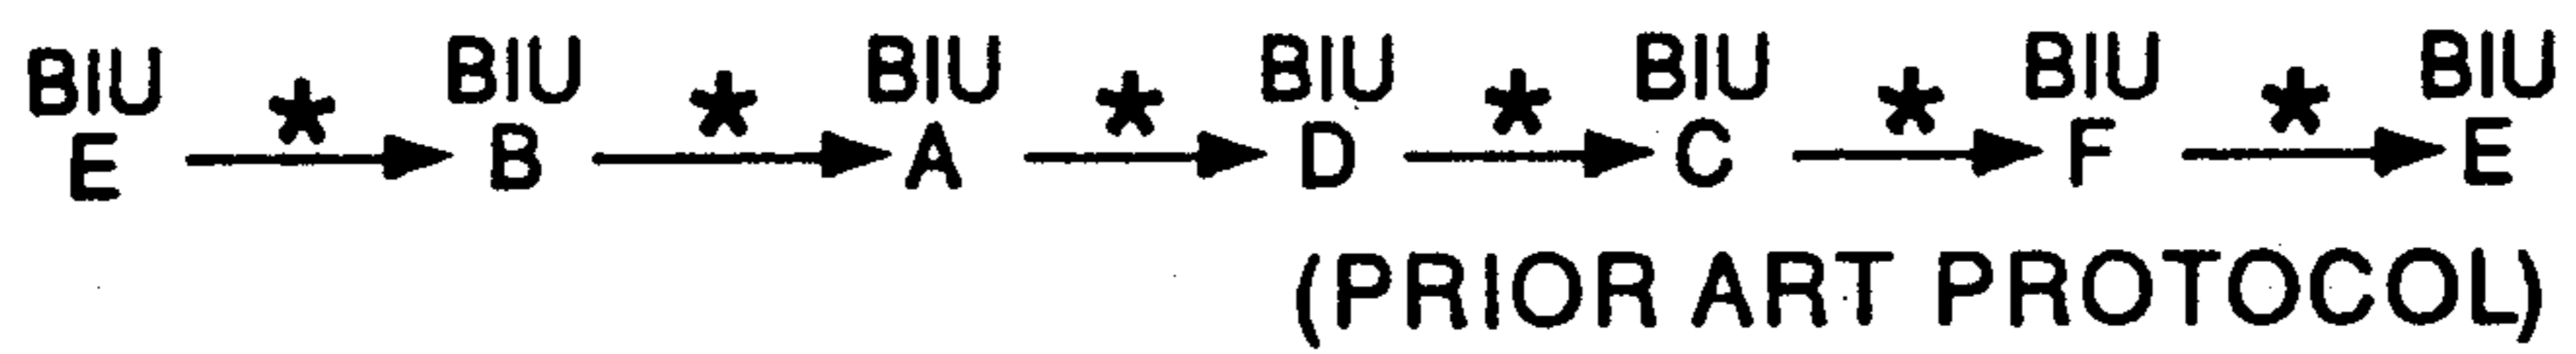 BIU BIU BIU BIU BIU BIU BIU
E * B * A * D * C * F * E
(PRIOR ART PROTOCOL)